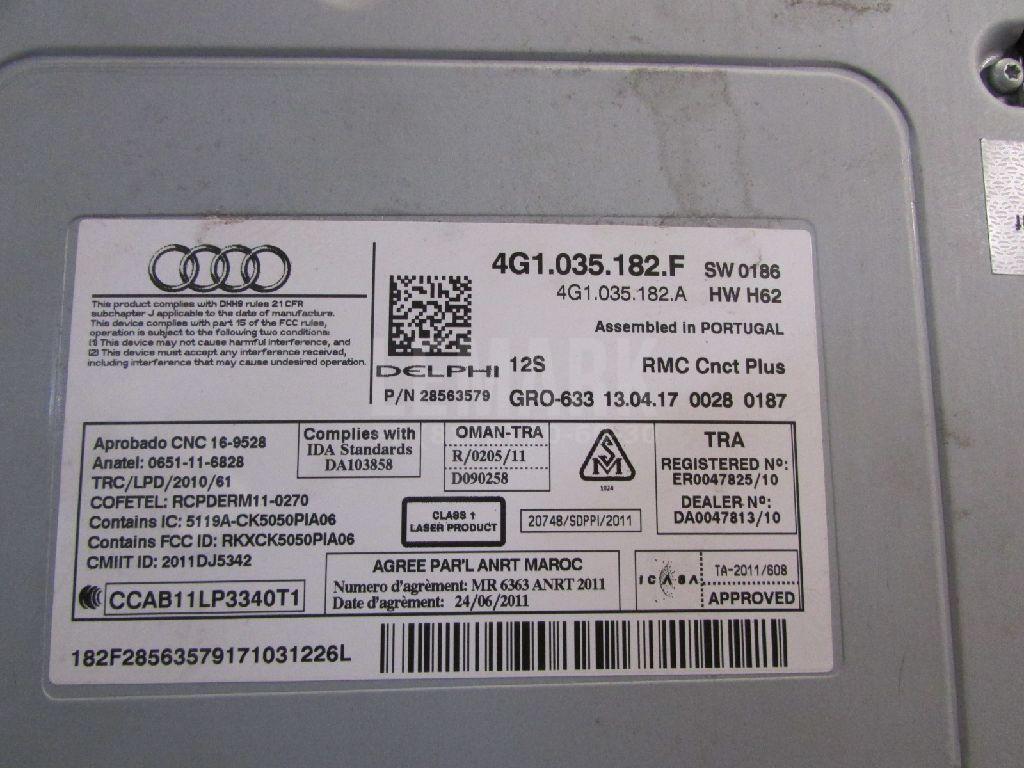 4G1.035.182.F SW 0186
4G1.035.182.A HW H62
Assembled in PORTUGAL
This product complies with DHHS rules 21 CFR
subchapter J applicable to the date of manufacture.
This device complies with part 15 of the FCC rules,
operation is subject to the following two conditions:
(1) This device may not cause harmful interference, and
(2) This device must accept any interference received,
including interference that may cause undesired operation.
DELPHI 12S RMC Cnct Plus
P/N 28563579 GRO-633 13.04.17 0028 0187
Aprobado CNC 16-9528
Anatel: 0651-11-6828
TRC/LPD/2010/61
COFETEL: RCPDERM11-0270
Contains IC: 5119A-CK5050PIA06
Contains FCC ID: RKXCK5050PIA06
CMIIT ID: 2011DJ5342
CCAB11LP3340T1
Complies with
IDA Standards
DA103858
OMAN-TRA
R/0205/11
D090258
CLASS 1
LASER PRODUCT
SM
1024
20748/SDPPI/2011
TRA
REGISTERED Nº:
ER0047825/10
DEALER Nº:
DA0047813/10
AGREE PAR'L ANRT MAROC
Numero d'agrèment: MR 6363 ANRT 2011
Date d'agrèment: 24/06/2011
ICASA TA-2011/608
APPROVED
182F28563579171031226L